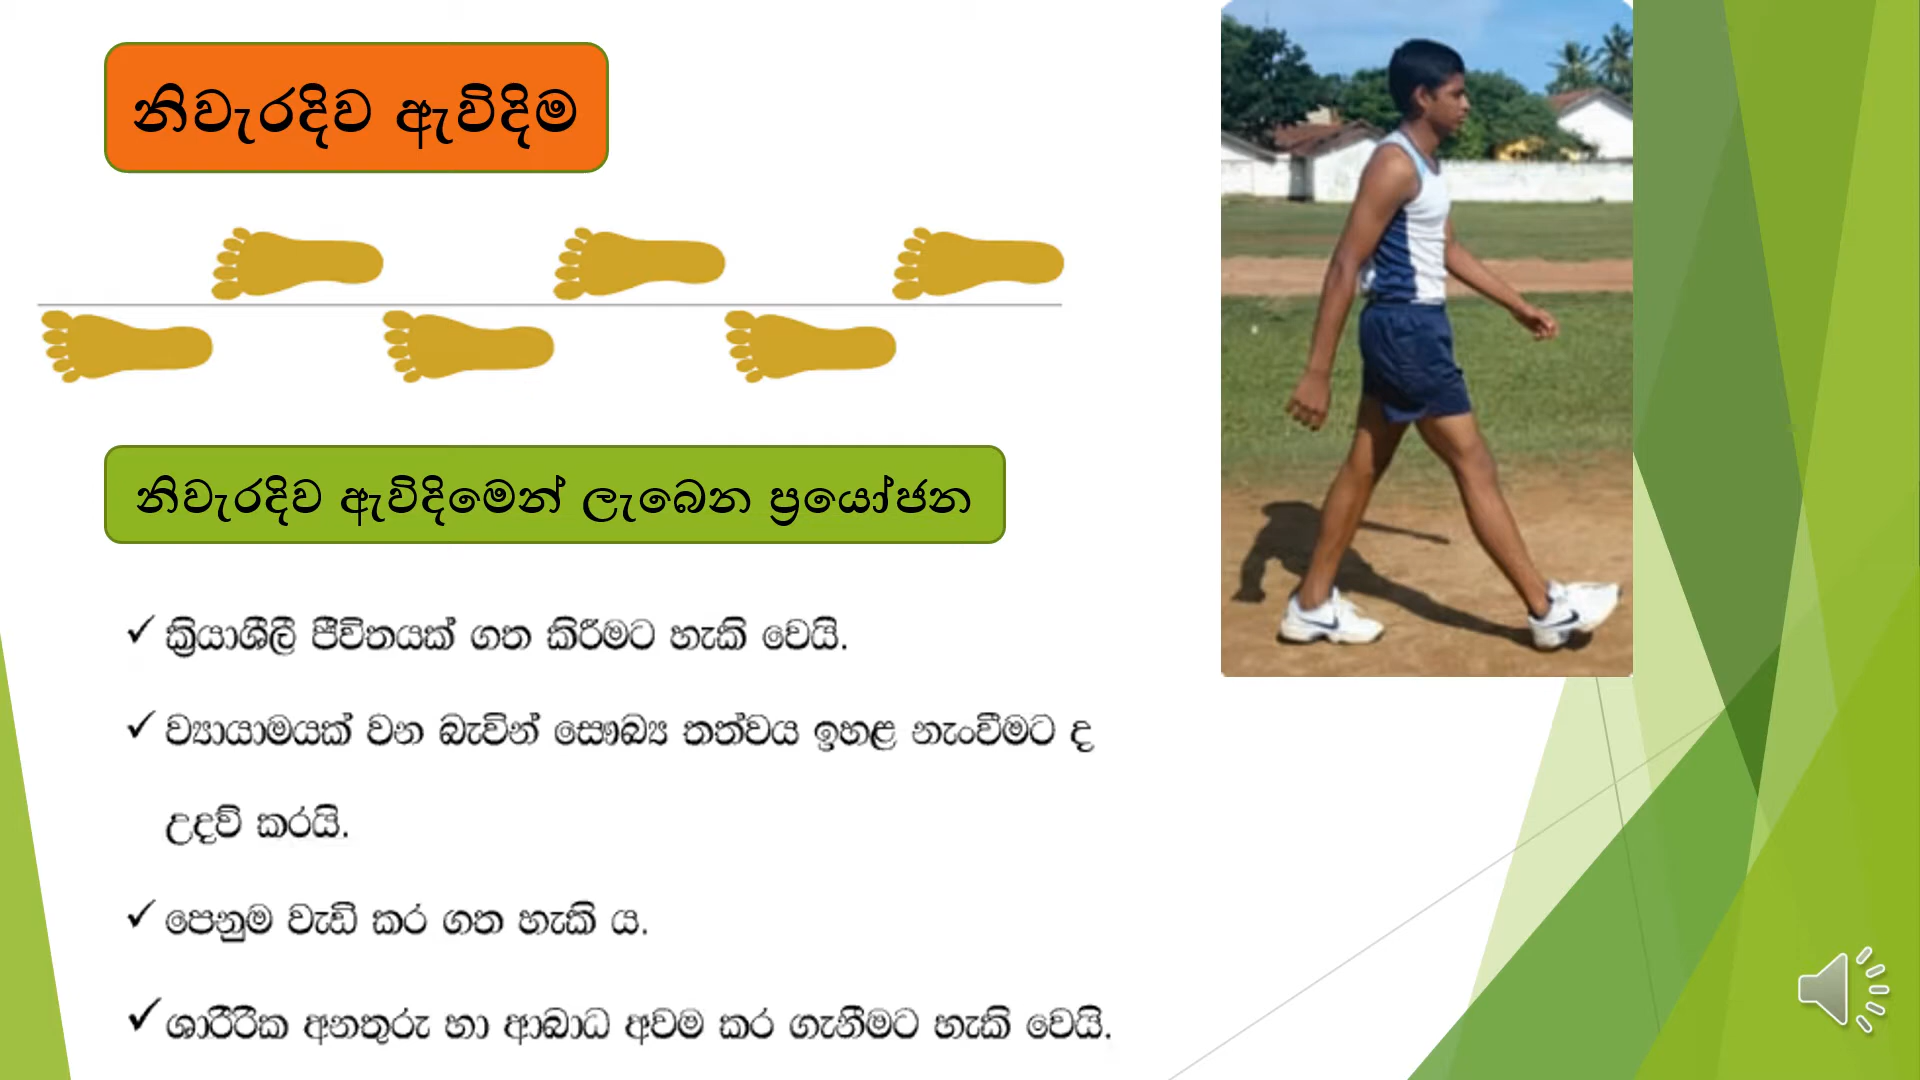 නිවැරදිව ඇවිදිම
නිවැරදිව ඇවිදිමෙන් ලැබෙන ප්‍රයෝජන
✓ ක්‍රියාශීලී ජීවිතයක් ගත කිරීමට හැකි වෙයි.
✓ ව්‍යායාමයක් වන බැවින් සෞඛ්‍ය තත්වය ඉහළ නැංවීමට ද
උදව් කරයි.
✓ පෙනුම වැඩි කර ගත හැකි ය.
✓ ශාරීරික අනතුරු හා ආබාධ අවම කර ගැනීමට හැකි වෙයි.